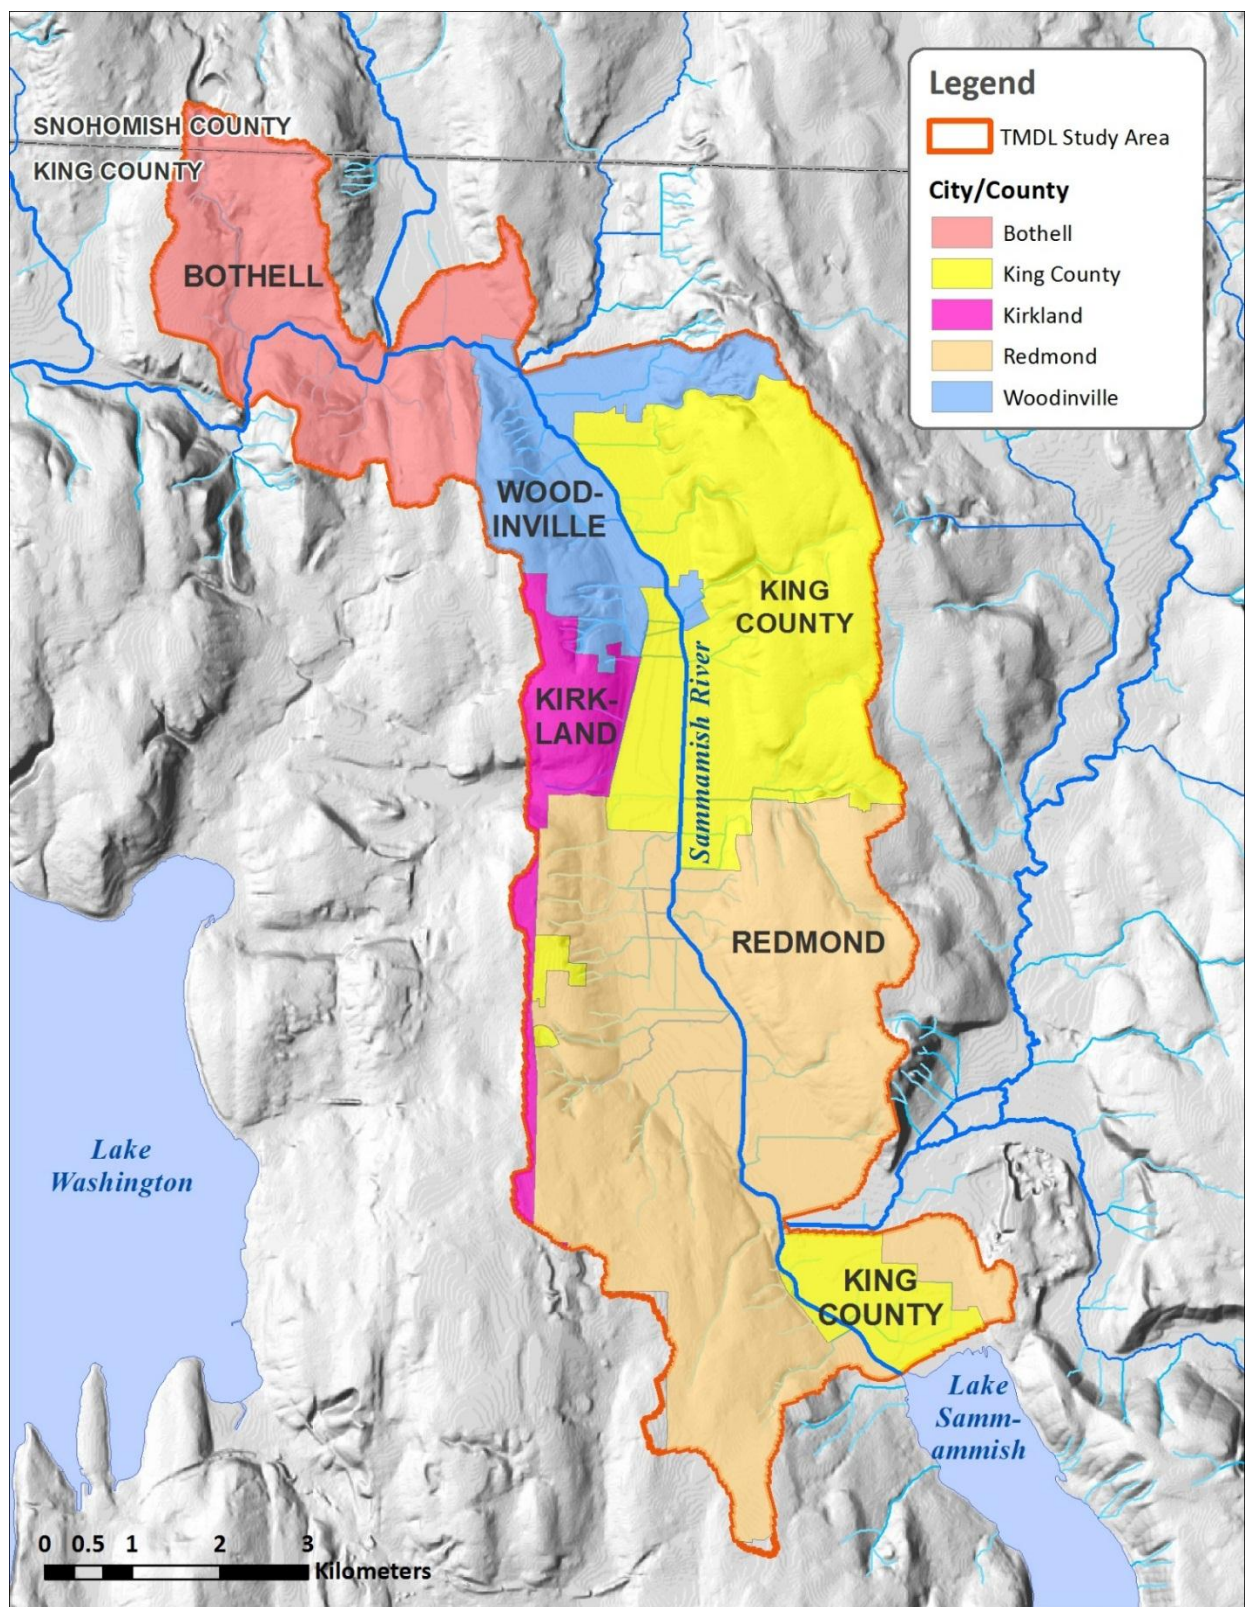 SNOHOMISH COUNTY
KING COUNTY
Legend
TMDL Study Area
City/County
Bothell
King County
Kirkland
Redmond
Woodinville
BOTHELL
WOOD-
INVILLE
KING
COUNTY
KIRK-
LAND
Sammamish River
REDMOND
Lake
Washington
KING
COUNTY
Lake
Samm-
ammish
0 0.5 1 2 3
Kilometers